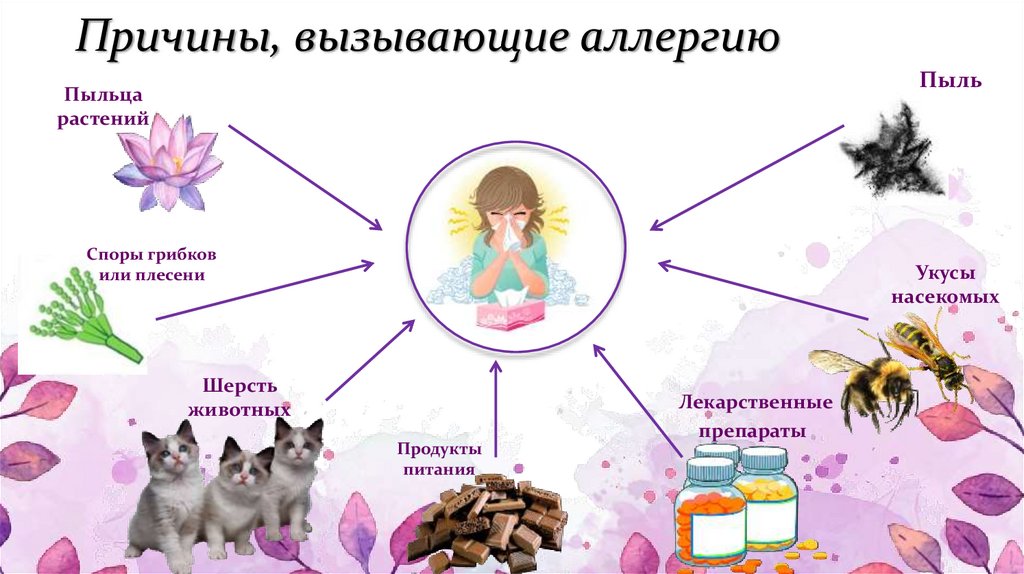 Причины, вызывающие аллергию
Пыльца
растений
Пыль
Споры грибков
или плесени
Укусы
насекомых
Шерсть
животных
Лекарственные
препараты
Продукты
питания